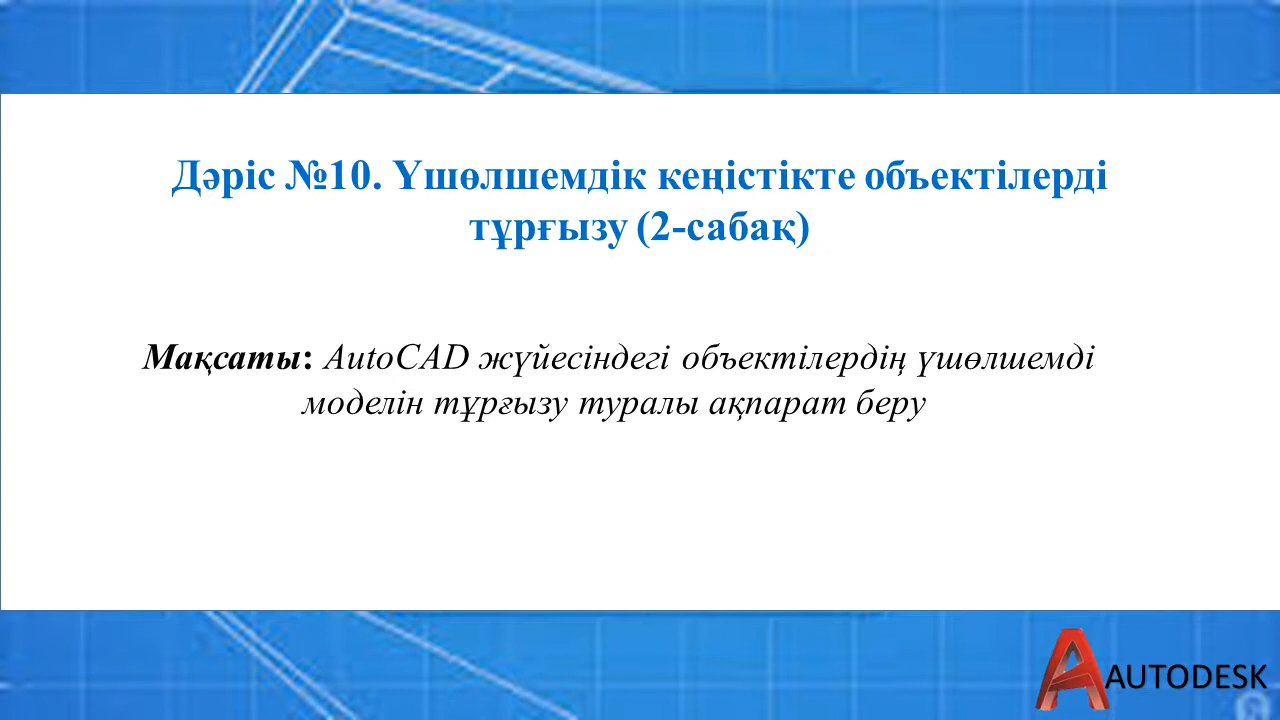 Дәріс №10. Үшөлшемдік кеңістікте объектілерді
тұрғызу (2-сабақ)
Мақсаты: AutoCAD жүйесіндегі объектілердің үшөлшемді
моделін тұрғызу туралы ақпарат беру
AUTODESK